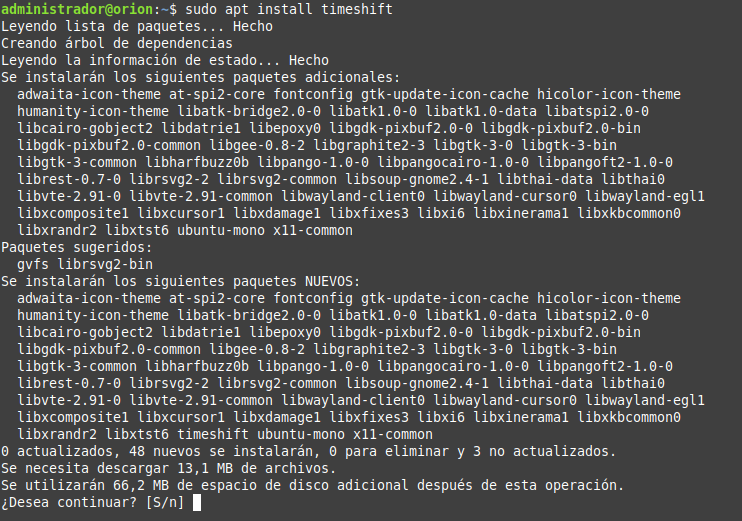 administrador@orion:~$ sudo apt install timeshift
Leyendo lista de paquetes... Hecho
Creando árbol de dependencias
Leyendo la información de estado... Hecho
Se instalarán los siguientes paquetes adicionales:
  adwaita-icon-theme at-spi2-core fontconfig gtk-update-icon-cache hicolor-icon-theme
  humanity-icon-theme libatk-bridge2.0-0 libatk1.0-0 libatk1.0-data libatspi2.0-0
  libcairo-gobject2 libdatrie1 libepoxy0 libgdk-pixbuf2.0-0 libgdk-pixbuf2.0-bin
  libgdk-pixbuf2.0-common libgee-0.8-2 libgraphite2-3 libgtk-3-0 libgtk-3-bin
  libgtk-3-common libharfbuzz0b libpango-1.0-0 libpangocairo-1.0-0 libpangoft2-1.0-0
  librest-0.7-0 librsvg2-2 librsvg2-common libsoup-gnome2.4-1 libthai-data libthai0
  libvte-2.91-0 libvte-2.91-common libwayland-client0 libwayland-cursor0 libwayland-egl1
  libxcomposite1 libxcursor1 libxdamage1 libxfixes3 libxi6 libxinerama1 libxkbcommon0
  libxrandr2 libxtst6 ubuntu-mono x11-common
Paquetes sugeridos:
  gvfs librsvg2-bin
Se instalarán los siguientes paquetes NUEVOS:
  adwaita-icon-theme at-spi2-core fontconfig gtk-update-icon-cache hicolor-icon-theme
  humanity-icon-theme libatk-bridge2.0-0 libatk1.0-0 libatk1.0-data libatspi2.0-0
  libcairo-gobject2 libdatrie1 libepoxy0 libgdk-pixbuf2.0-0 libgdk-pixbuf2.0-bin
  libgdk-pixbuf2.0-common libgee-0.8-2 libgraphite2-3 libgtk-3-0 libgtk-3-bin
  libgtk-3-common libharfbuzz0b libpango-1.0-0 libpangocairo-1.0-0 libpangoft2-1.0-0
  librest-0.7-0 librsvg2-2 librsvg2-common libsoup-gnome2.4-1 libthai-data libthai0
  libvte-2.91-0 libvte-2.91-common libwayland-client0 libwayland-cursor0 libwayland-egl1
  libxcomposite1 libxcursor1 libxdamage1 libxfixes3 libxi6 libxinerama1 libxkbcommon0
  libxrandr2 libxtst6 timeshift ubuntu-mono x11-common
0 actualizados, 48 nuevos se instalarán, 0 para eliminar y 3 no actualizados.
Se necesita descargar 13,1 MB de archivos.
Se utilizarán 66,2 MB de espacio de disco adicional después de esta operación.
¿Desea continuar? [S/n]